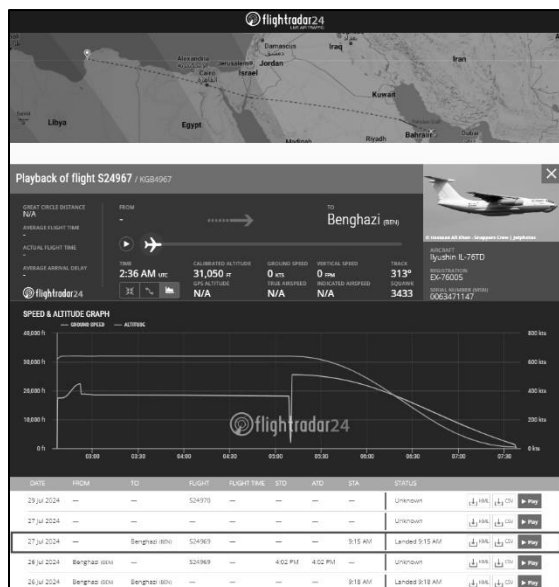 flightradar24
LIVE AIR TRAFFIC
Damascus
Iraq
Iran
Alexandria
Jerusalem
Jordan
Cairo
Israel
Kuwait
Libya
Egypt
Riyadh
Bahrain
Dubai
Playback of flight S24967 / KGB4967
GREAT CIRCLE DISTANCE
N/A
AVERAGE FLIGHT TIME
-
ACTUAL FLIGHT TIME
-
AVERAGE ARRIVAL DELAY
-
flightradar24
FROM
-
TO
Benghazi (BEN)
TIME
2:36 AM UTC
CALIBRATED ALTITUDE
31,050 FT
GPS ALTITUDE
N/A
GROUND SPEED
0 KTS
TRUE AIRSPEED
N/A
VERTICAL SPEED
0 FPM
INDICATED AIRSPEED
N/A
TRACK
313°
SQUAWK
3433
AIRCRAFT
Ilyushin IL-76TD
REGISTRATION
EX-76005
SERIAL NUMBER (MSN)
0063471147
SPEED & ALTITUDE GRAPH
GROUND SPEED ALTITUDE
40,000 ft 800 kts
30,000 ft 600 kts
20,000 ft 400 kts
10,000 ft 200 kts
0 ft 0 kts
flightradar24
03:00 03:30 04:00 04:30 05:00 05:30 06:00 06:30 07:00 07:30
DATE FROM TO FLIGHT FLIGHT TIME STD ATD STA STATUS
29 Jul 2024 — — S24970 — — — — Unknown KML CSV Play
27 Jul 2024 — — — — — — Unknown KML CSV Play
27 Jul 2024 — Benghazi (BEN) S24969 — — — 9:15 AM Landed 9:15 AM KML CSV Play
26 Jul 2024 Benghazi (BEN) — S24969 — 4:02 PM 4:02 PM — Unknown KML CSV Play
26 Jul 2024 Benghazi (BEN) Benghazi (BEN) — — — 9:18 AM Landed 9:18 AM KML CSV Play